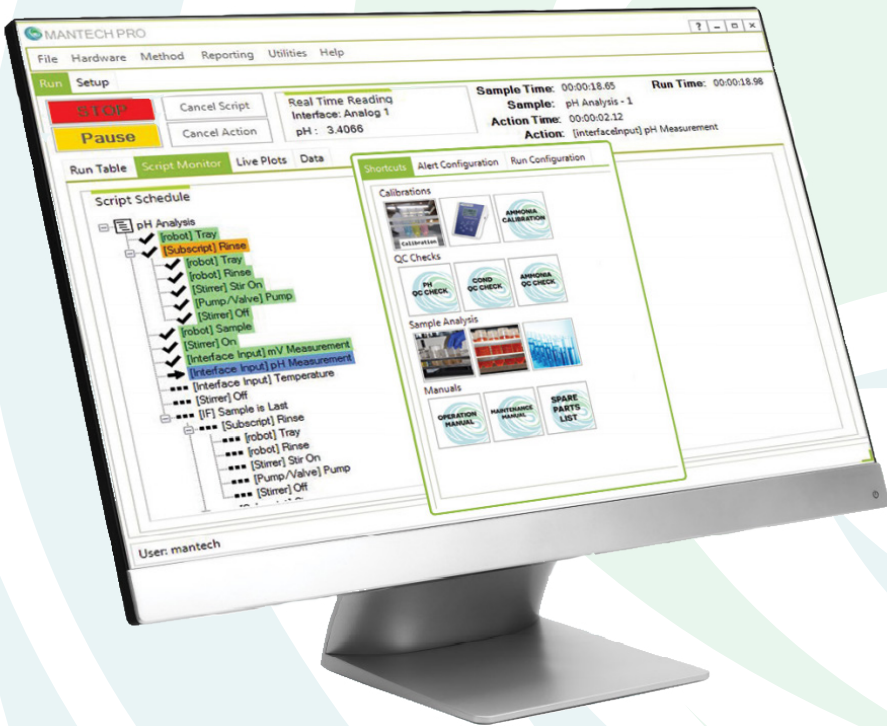 MANTECH PRO
File Hardware Method Reporting Utilities Help
Run Setup
STOP
Pause
Cancel Script
Cancel Action
Real Time Reading
Interface: Analog 1
pH : 3.4066
Sample Time: 00:00:18.65
Sample: pH Analysis - 1
Action Time: 00:00:02.12
Action: [interfaceInput] pH Measurement
Run Time: 00:00:18.98
Run Table Script Monitor Live Plots Data
Script Schedule
pH Analysis
[robot] Tray
[Subscript] Rinse
[robot] Tray
[robot] Rinse
[Stirrer] Stir On
[Pump/Valve] Pump
[Stirrer] Off
[robot] Sample
[Stirrer] On
[Interface Input] mV Measurement
[Interface Input] pH Measurement
[Interface Input] Temperature
[Stirrer] Off
[IF] Sample is Last
[Subscript] Rinse
[robot] Tray
[robot] Rinse
[Stirrer] Stir On
[Pump/Valve] Pump
[Stirrer] Off
Shortcuts Alert Configuration Run Configuration
Calibrations
Calibration
AMMONIA
CALIBRATION
QC Checks
PH
QC CHECK
COND
QC CHECK
AMMONIA
QC CHECK
Sample Analysis
Manuals
OPERATION
MANUAL
MAINTENANCE
MANUAL
SPARE
PARTS
LIST
User: mantech